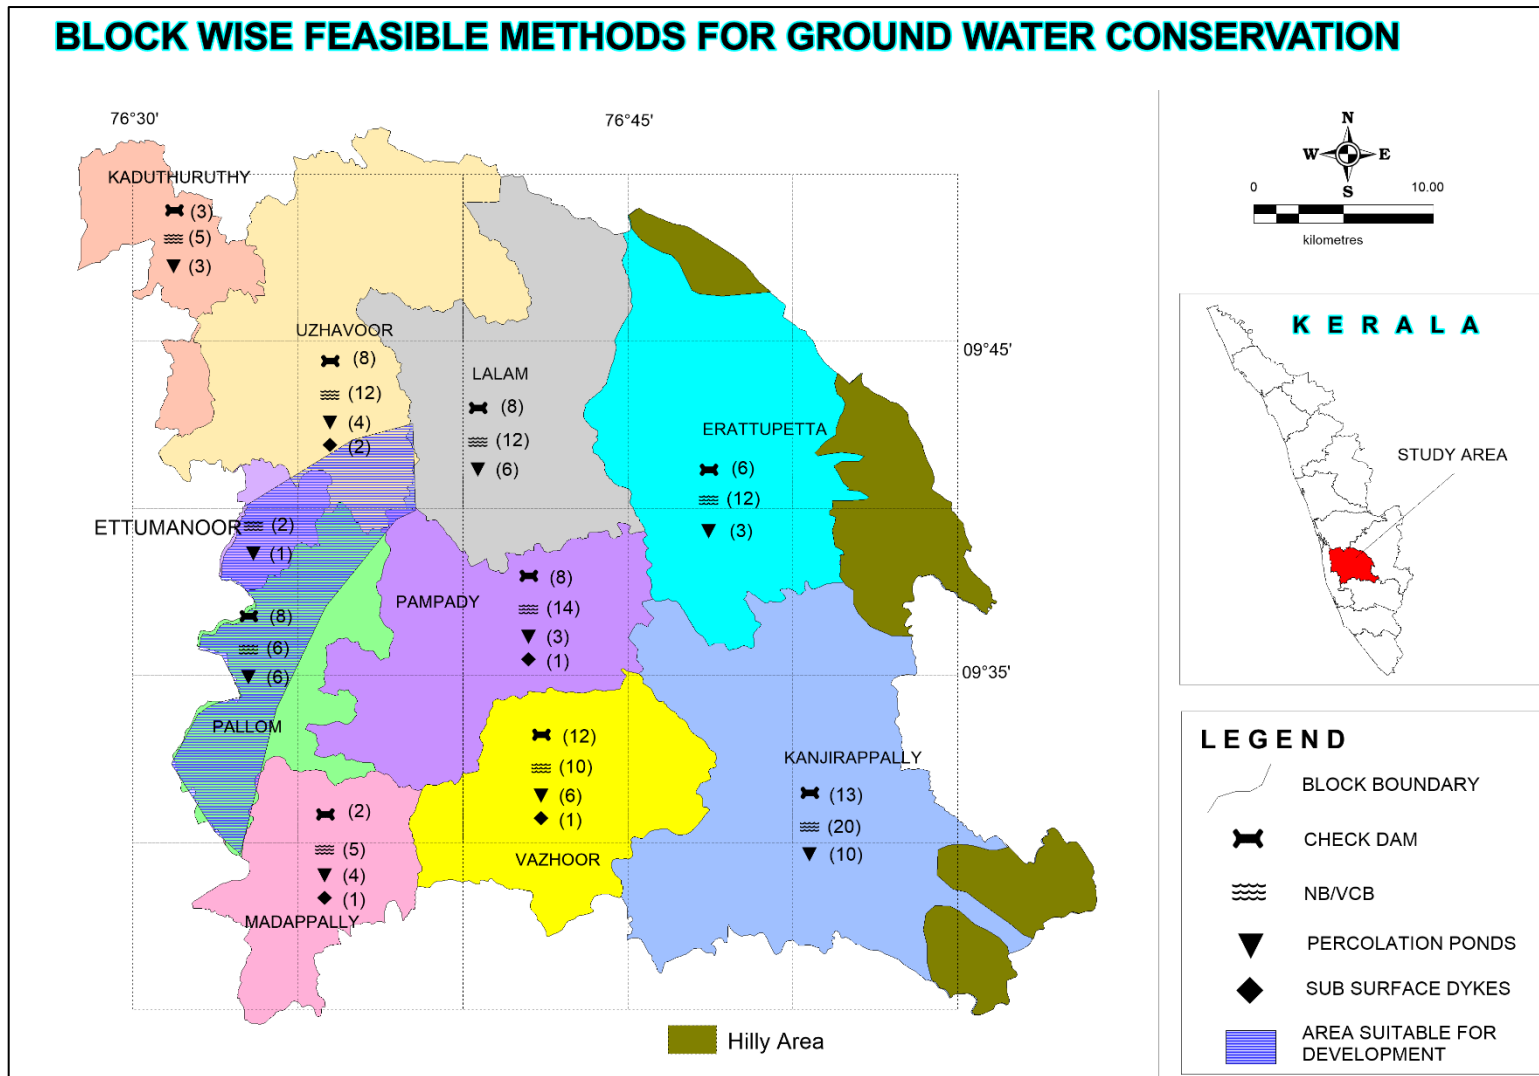 BLOCK WISE FEASIBLE METHODS FOR GROUND WATER CONSERVATION
76°30'
76°45'
KADUTHURUTHY
(3)
(5)
(3)
UZHAVOOR
(8)
(12)
(4)
(2)
LALAM
(8)
(12)
(6)
ERATTUPETTA
(6)
(12)
(3)
09°45'
ETTUMANOOR
(2)
(1)
PAMPADY
(8)
(14)
(3)
(1)
(8)
(6)
(6)
PALLOM
09°35'
(12)
(10)
(6)
(1)
VAZHOOR
KANJIRAPPALLY
(13)
(20)
(10)
(2)
(5)
(4)
(1)
MADAPPALLY
Hilly Area
N
W E
S
0 10.00
kilometres
K E R A L A
STUDY AREA
L E G E N D
BLOCK BOUNDARY
CHECK DAM
NB/VCB
PERCOLATION PONDS
SUB SURFACE DYKES
AREA SUITABLE FOR
DEVELOPMENT